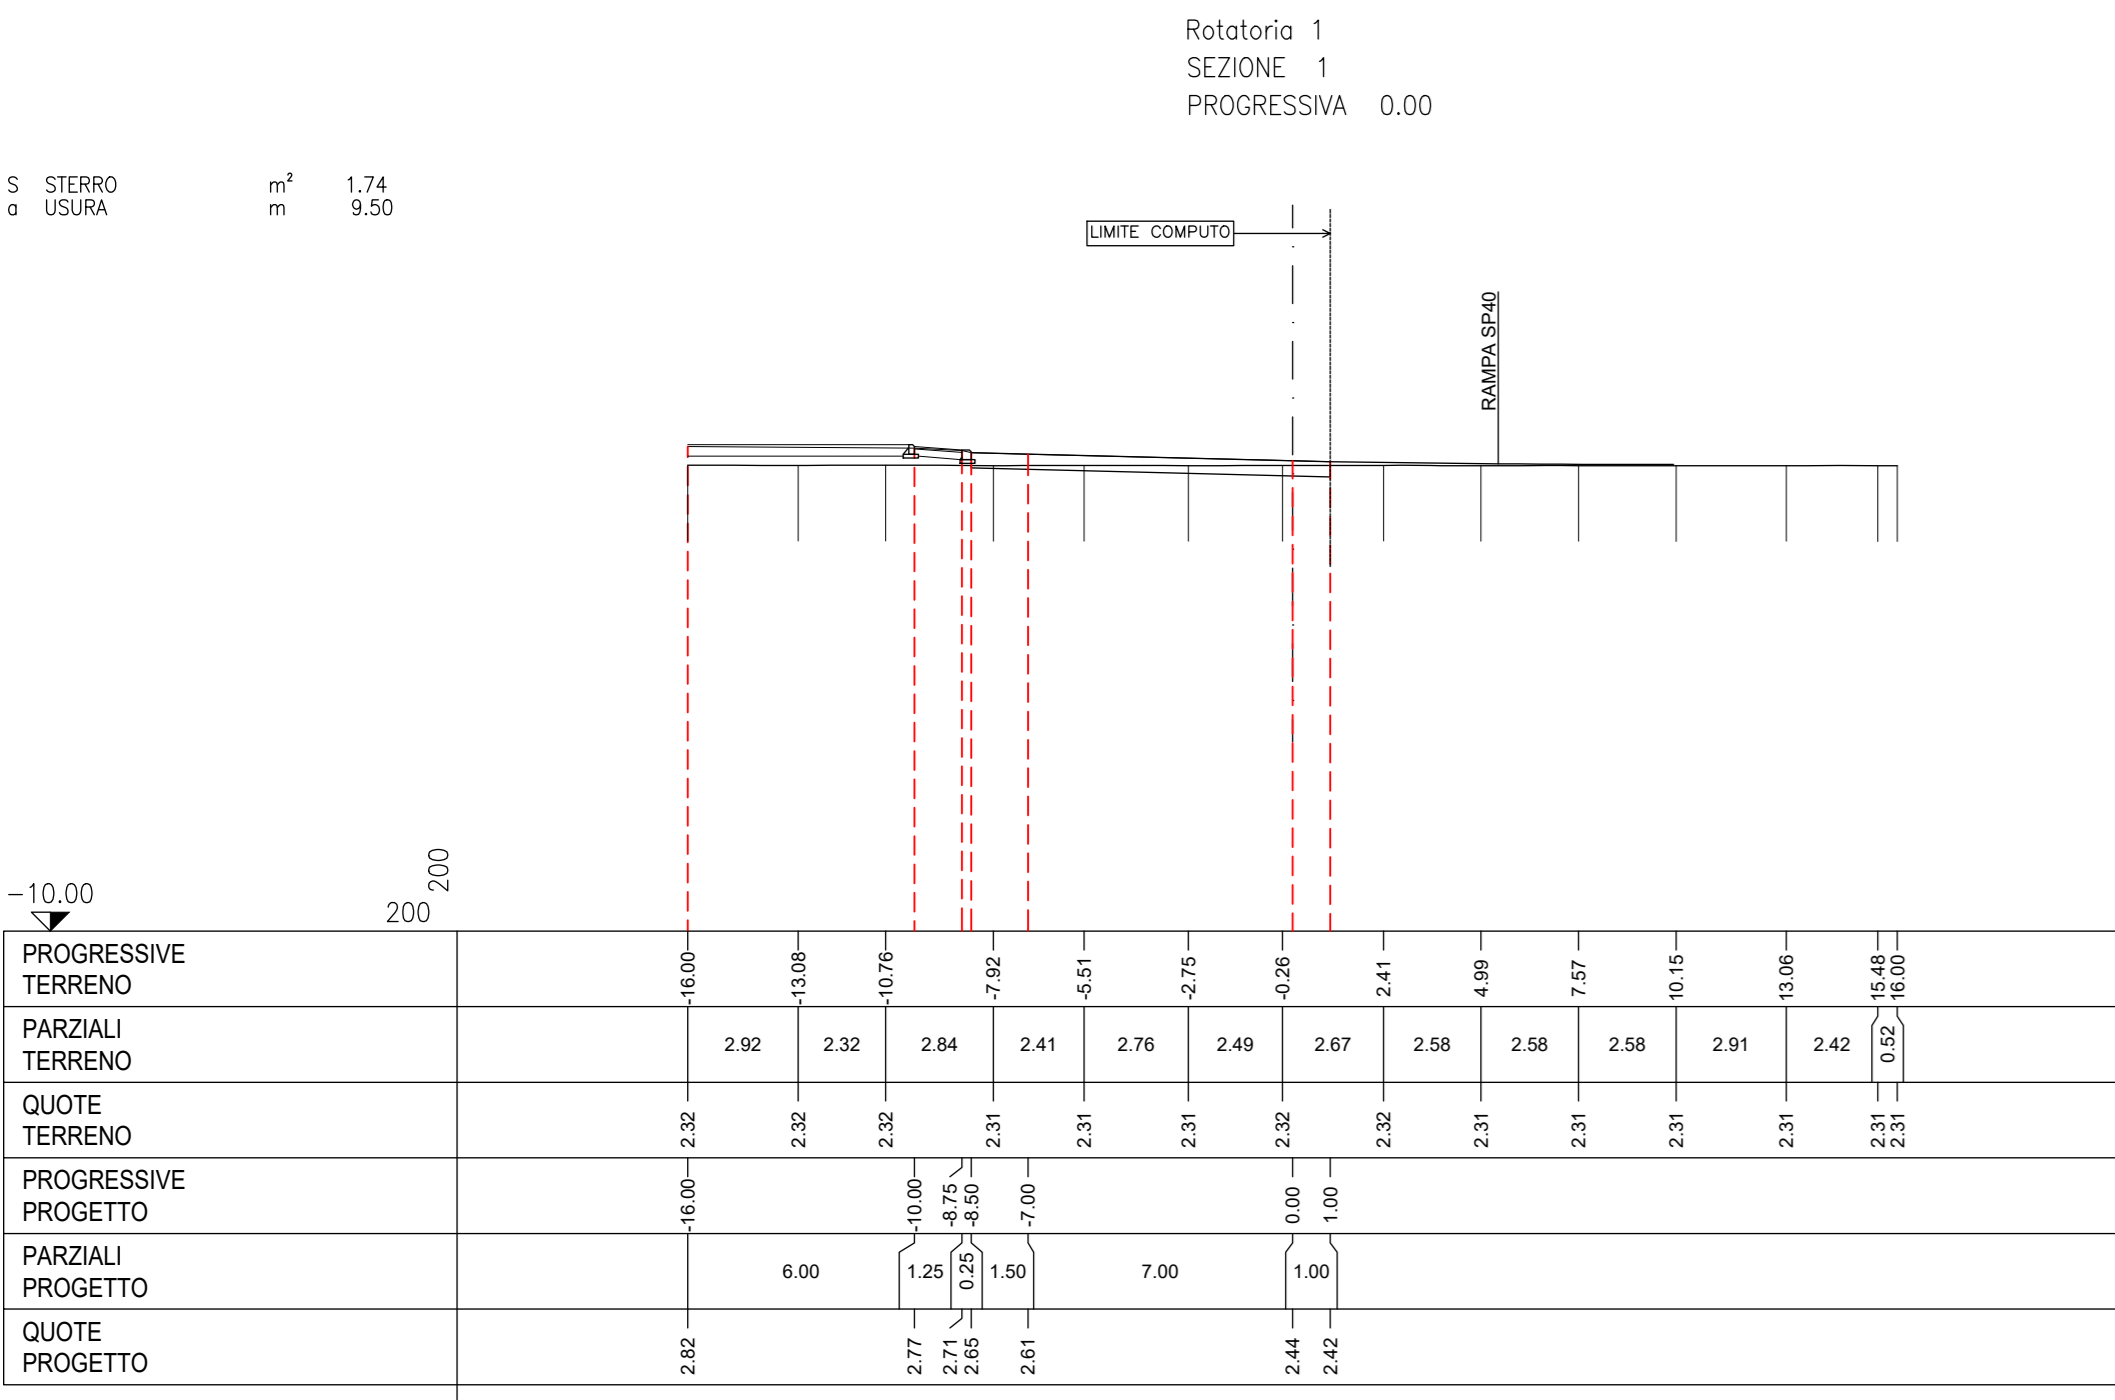 Rotatoria 1
SEZIONE 1
PROGRESSIVA 0.00
S STERRO m² 1.74
a USURA m 9.50
LIMITE COMPUTO
RAMPA SP40
-10.00
200
200
PROGRESSIVE
TERRENO
-16.00 -13.08 -10.76 -7.92 -5.51 -2.75 -0.26 2.41 4.99 7.57 10.15 13.06 15.48 16.00
PARZIALI
TERRENO
2.92 2.32 2.84 2.41 2.76 2.49 2.67 2.58 2.58 2.58 2.91 2.42 0.52
QUOTE
TERRENO
2.32 2.32 2.32 2.31 2.31 2.31 2.32 2.32 2.31 2.31 2.31 2.31 2.31 2.31
PROGRESSIVE
PROGETTO
-16.00 -10.00 -8.75 -8.50 -7.00 0.00 1.00
PARZIALI
PROGETTO
6.00 1.25 0.25 1.50 7.00 1.00
QUOTE
PROGETTO
2.82 2.77 2.71 2.65 2.61 2.44 2.42